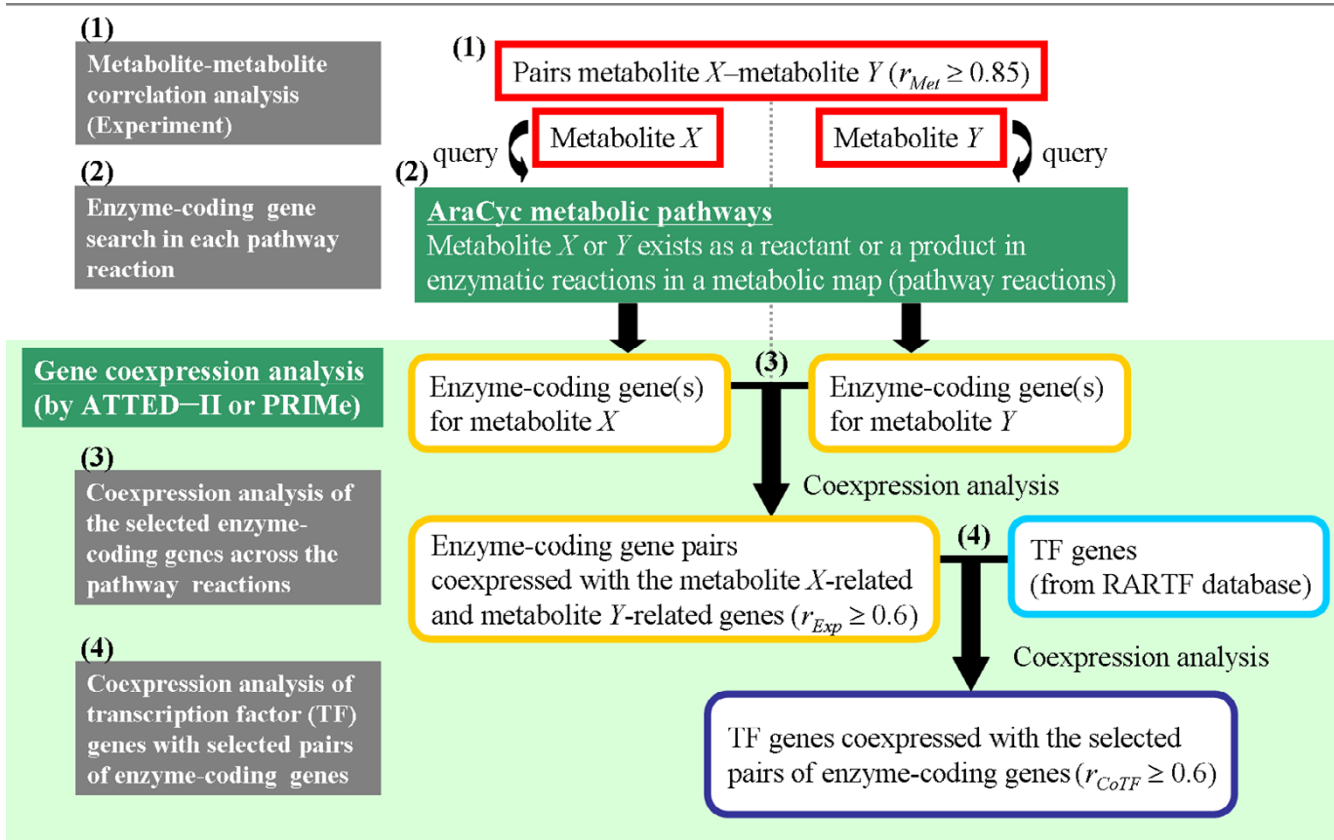 (1)
Metabolite-metabolite
corrlation analysis
(Experiment)
(2)
Enzyme-coding gene
search in each pathway
reaction
(1)
Pairs metabolite X–metabolite Y (r_Met ≥ 0.85)
Metabolite X
Metabolite Y
query
query
(2)
AraCyc metabolic pathways
Metabolite X or Y exists as a reactant or a product in
enzymatic reactions in a metabolic map (pathway reactions)
Gene coexpression analysis
(by ATTED–II or PRIMe)
(3)
Coexpression analysis of
the selected enzyme-
coding genes across the
pathway reactions
(4)
Coexpression analysis of
transcription factor (TF)
genes with selected pairs
of enzyme-coding genes
Enzyme-coding gene(s)
for metabolite X
(3)
Enzyme-coding gene(s)
for metabolite Y
Coexpression analysis
Enzyme-coding gene pairs
coexpressed with the metabolite X-related
and metabolite Y-related genes (r_Exp ≥ 0.6)
(4)
TF genes
(from RARTF database)
Coexpression analysis
TF genes coexpressed with the selected
pairs of enzyme-coding genes (r_CoTF ≥ 0.6)